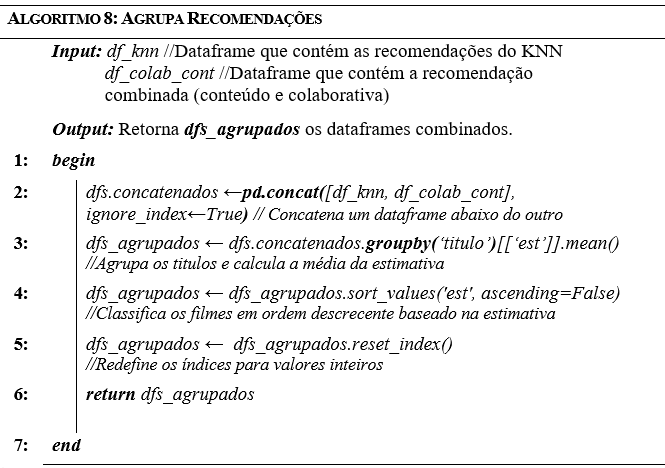 ALGORITMO 8: AGRUPA RECOMENDAÇÕES
Input: df_knn //Dataframe que contém as recomendações do KNN
df_colab_cont //Dataframe que contém a recomendação
combinada (conteúdo e colaborativa)
Output: Retorna dfs_agrupados os dataframes combinados.
1: begin
2: dfs.concatenados ←pd.concat([df_knn, df_colab_cont],
ignore_index←True) // Concatena um dataframe abaixo do outro
3: dfs_agrupados ← dfs.concatenados.groupby(‘titulo’)[[‘est’]].mean()
//Agrupa os titulos e calcula a média da estimativa
4: dfs_agrupados ← dfs_agrupados.sort_values('est', ascending=False)
//Classifica os filmes em ordem descrecente baseado na estimativa
5: dfs_agrupados ← dfs_agrupados.reset_index()
//Redefine os índices para valores inteiros
6: return dfs_agrupados
7: end